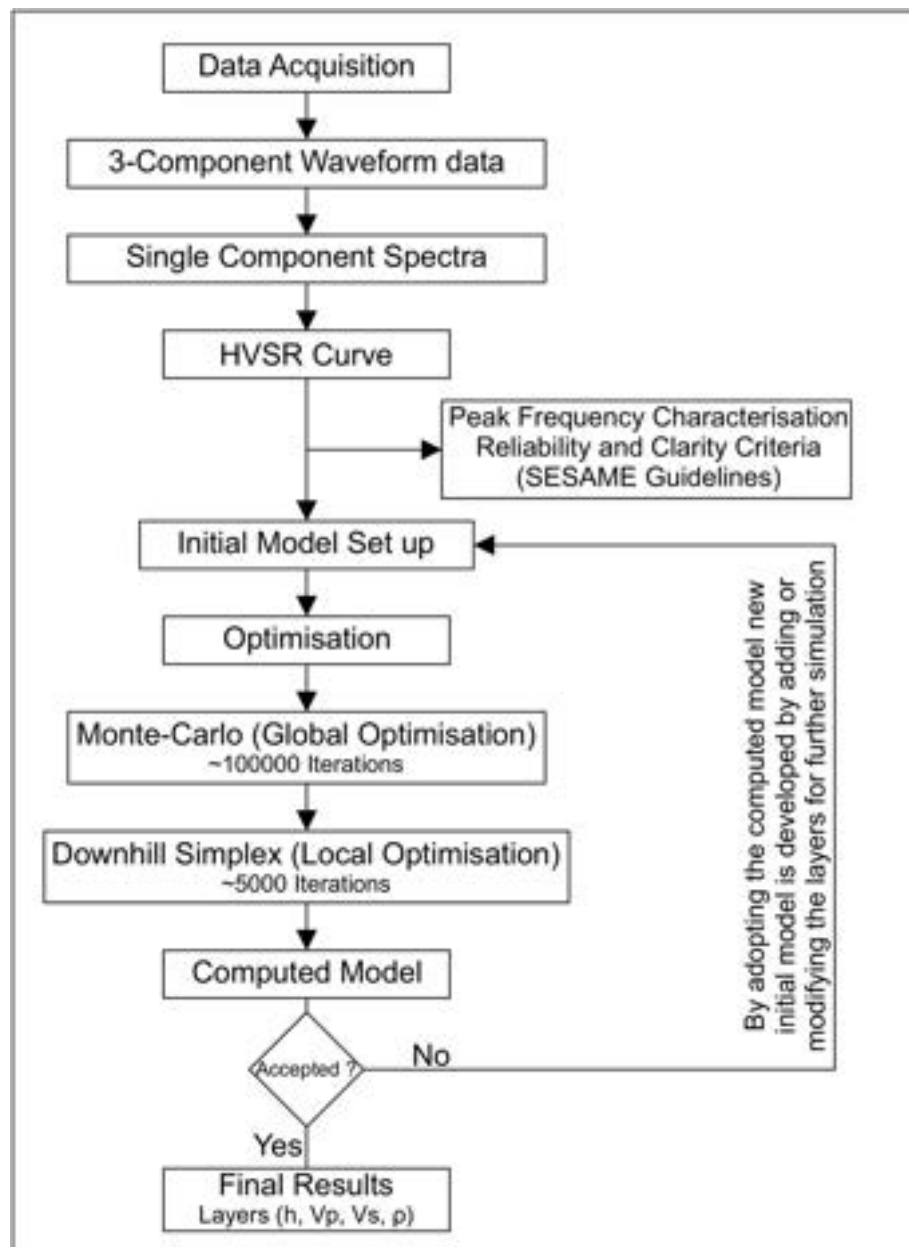 Data Acquisition
3-Component Waveform data
Single Component Spectra
HVSR Curve
Peak Frequency Characterisation
Reliability and Clarity Criteria
(SESAME Guidelines)
Initial Model Set up
Optimisation
Monte-Carlo (Global Optimisation)
~100000 Iterations
Downhill Simplex (Local Optimisation)
~5000 Iterations
Computed Model
Accepted ?
No
By adopting the computed model new
initial model is developed by adding or
modifying the layers for further simulation
Yes
Final Results
Layers (h, Vp, Vs, ρ)